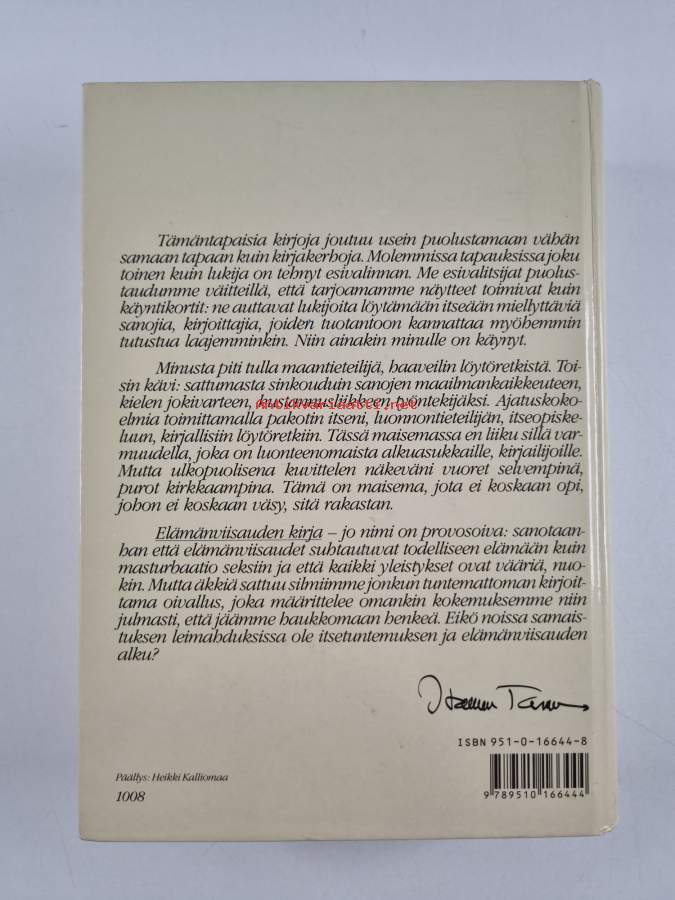 Tämäntapaisia kirjoja joutuu usein puolustamaan vähän
samaan tapaan kuin kirjakerhoja. Molemmissa tapauksissa joku
toinen kuin lukija on tehnyt esivalinnan. Me esivalitsijat puolus-
taudumme väitteillä, että tarjoamamme näytteet toimivat kuin
käyntikortit: ne auttavat lukijoita löytämään itseään miellyttäviä
sanojia, kirjoittajia, joiden tuotantoon kannattaa myöhemmin
tutustua laajemminkin. Niin ainakin minulle on käynyt.
Minusta piti tulla maantieteilijä, haaveilin löytöretkistä. Toi-
sin kävi: sattumasta sinkouduin sanojen maailmankaikkeuteen,
kielen jokivarteen, kustannusliikkeen työntekijäksi. Ajatuskoko-
elmia toimittamalla pakotin itseni, luonnontieteilijän, itseopiske-
luun, kirjallisiin löytöretkiin. Tässä maisemassa en liiku sillä var-
muudella, joka on luonteenomaista alkuasukkaille, kirjailijoille.
Mutta ulkopuolisena kuvittelen näkeväni vuoret selvempinä,
purot kirkkaampina. Tämä on maisema, jota ei koskaan opi,
johon ei koskaan väsy, sitä rakastan.
Elämänviisauden kirja – jo nimi on provosoiva: sanotaan-
han että elämänviisaudet suhtautuvat todelliseen elämään kuin
masturbaatio seksiin ja että kaikki yleistykset ovat vääriä, nuo-
kin. Mutta äkkiä sattuu silmiimme jonkun tuntemattoman kirjoit-
tama oivallus, joka määrittelee omankin kokemuksemme niin
julmasti, että jäämme haukkomaan henkeä. Eikö noissa samais-
tuksen leimahduksissa ole itsetuntemuksen ja elämänviisauden
alku?
ISBN 951-0-16644-8
9 789510 166444
Päällys: Heikki Kalliomaa
1008